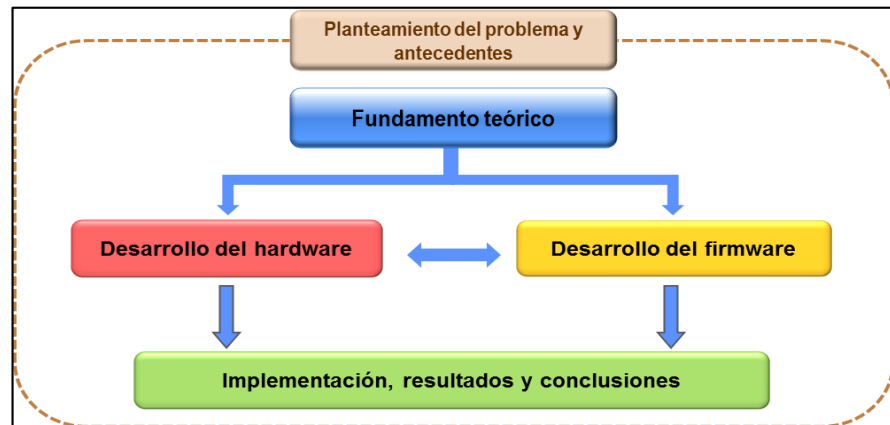 Planteamiento del problema y
antecedentes
Fundamento teórico
Desarrollo del hardware
Desarrollo del firmware
Implementación, resultados y conclusiones